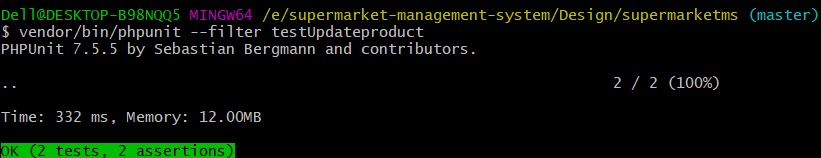 Dell@DESKTOP-B98NQQ5 MINGW64 /e/supermarket-management-system/Design/supermarketms (master)
$ vendor/bin/phpunit --filter testUpdateproduct
PHPUnit 7.5.5 by Sebastian Bergmann and contributors.
.. 2 / 2 (100%)
Time: 332 ms, Memory: 12.00MB
OK (2 tests, 2 assertions)